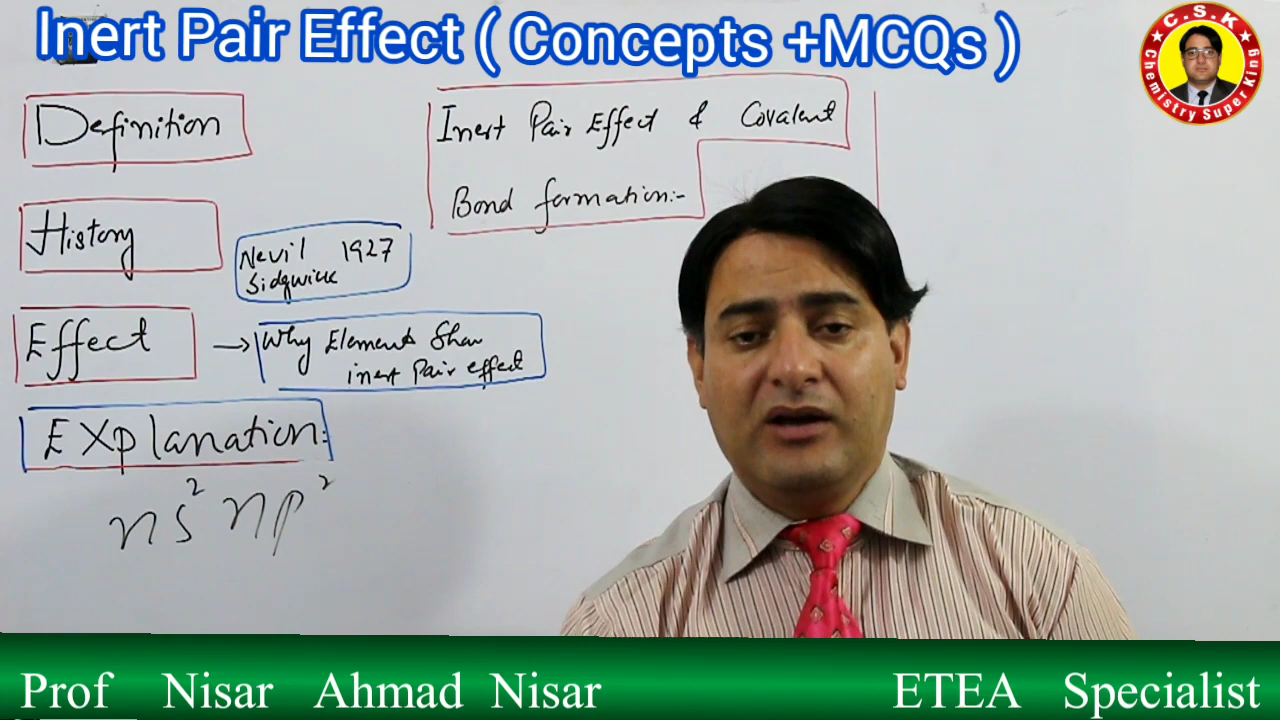 Inert Pair Effect ( Concepts +MCQs )
C.S.K
Chemistry Super King
Definition
Inert Pair Effect & Covalent
Bond formation:-
History
Nevil 1927
Sidgwick
Effect
→ Why Elements Show
inert Pair effect
EXplanation:
ns² np²
Prof Nisar Ahmad Nisar
ETEA Specialist